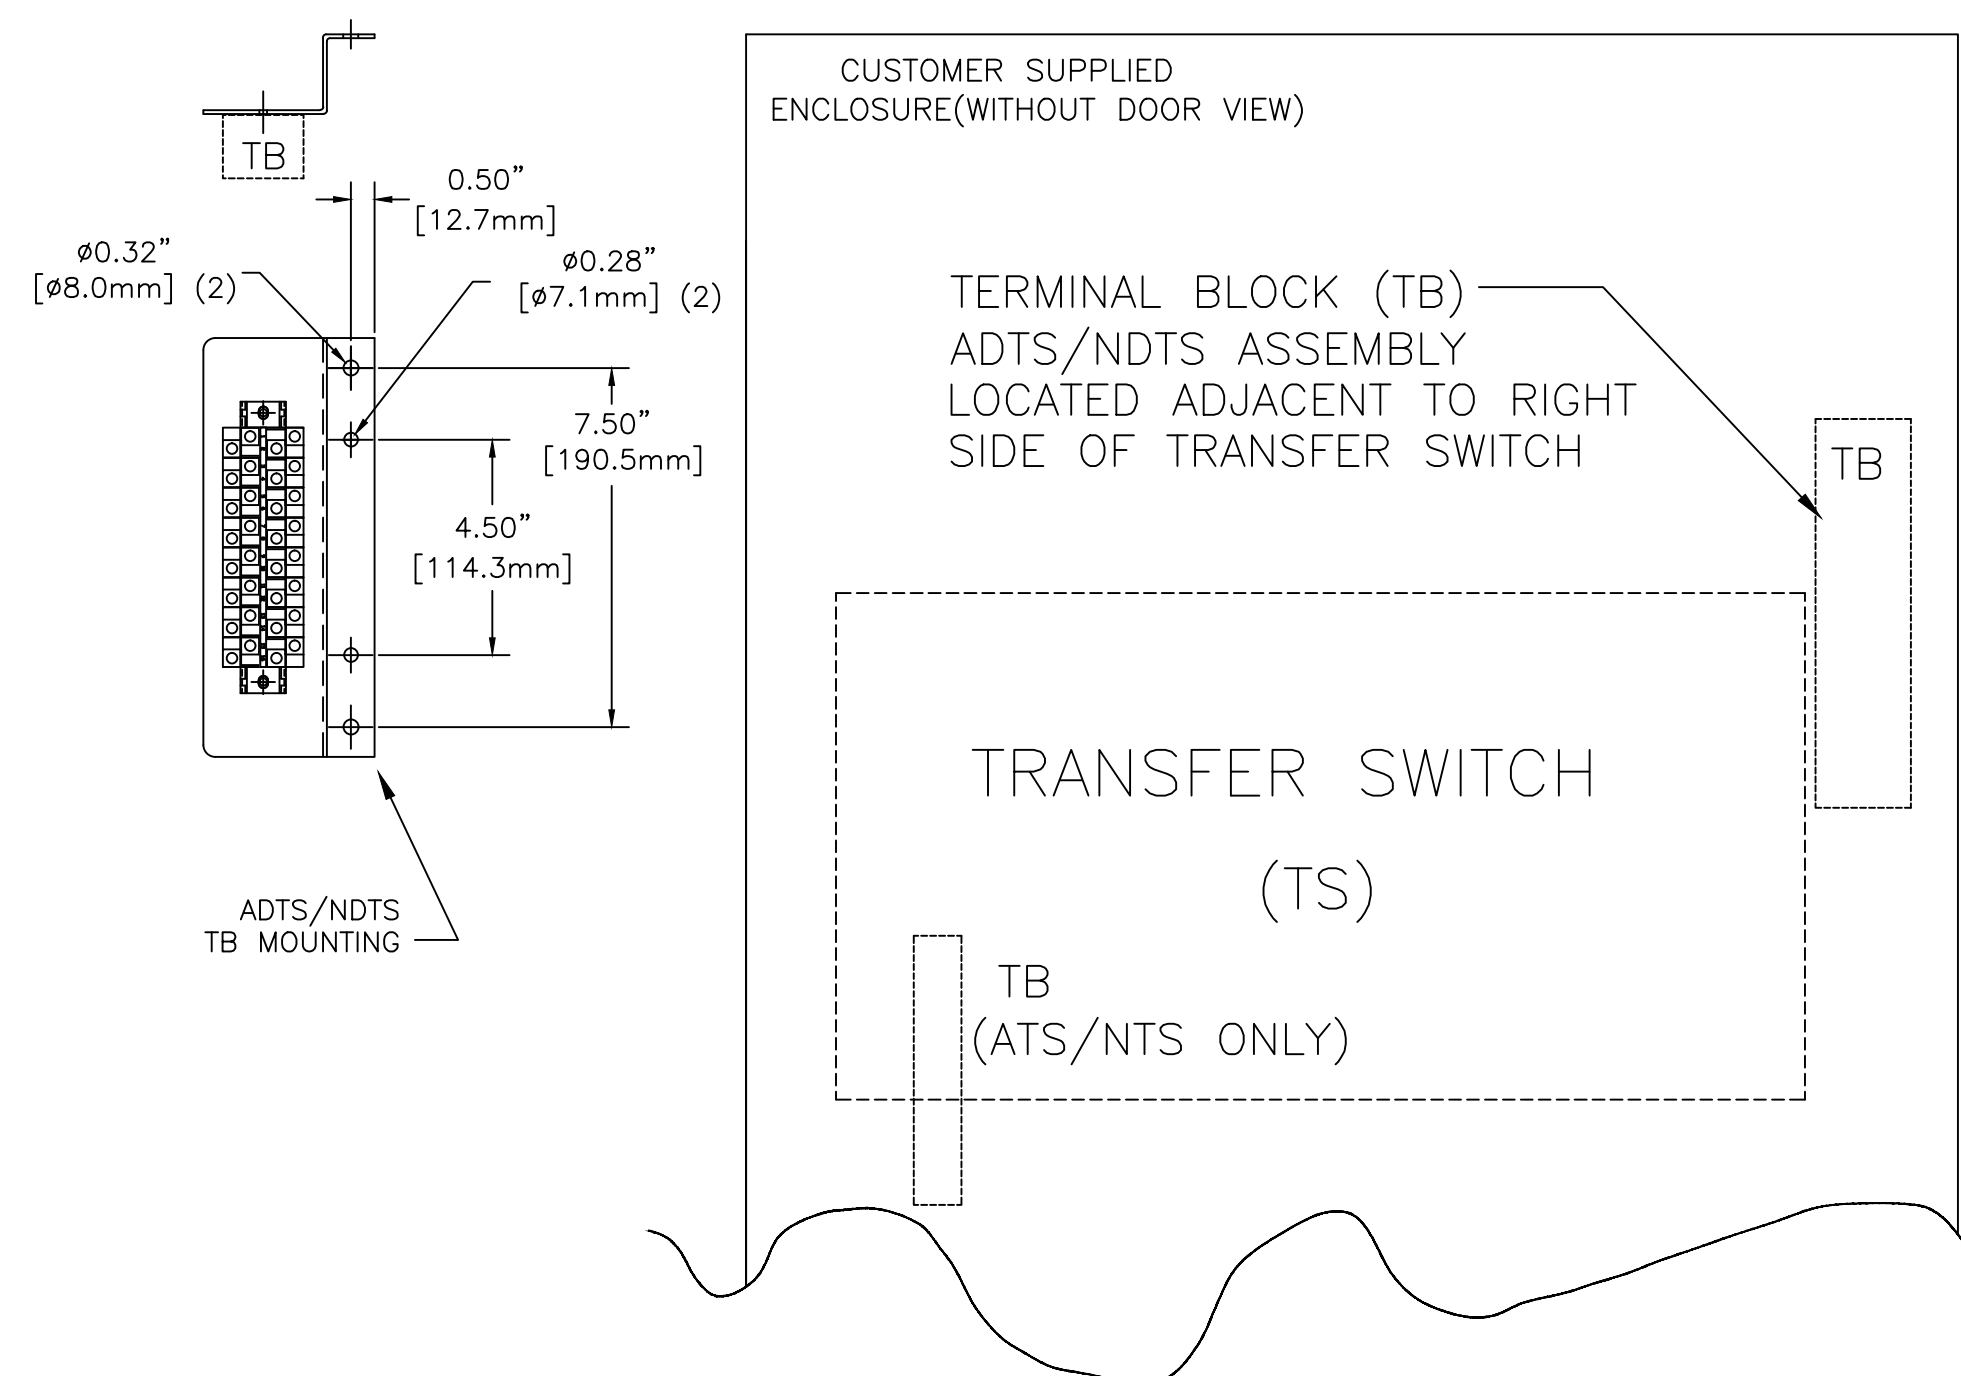 TB
0.50”
[12.7mm]
ø0.32”
[ø8.0mm] (2)
ø0.28”
[ø7.1mm] (2)
7.50”
[190.5mm]
4.50”
[114.3mm]
ADTS/NDTS
TB MOUNTING
CUSTOMER SUPPLIED
ENCLOSURE(WITHOUT DOOR VIEW)
TERMINAL BLOCK (TB)
ADTS/NDTS ASSEMBLY
LOCATED ADJACENT TO RIGHT
SIDE OF TRANSFER SWITCH
TB
TRANSFER SWITCH
(TS)
TB
(ATS/NTS ONLY)